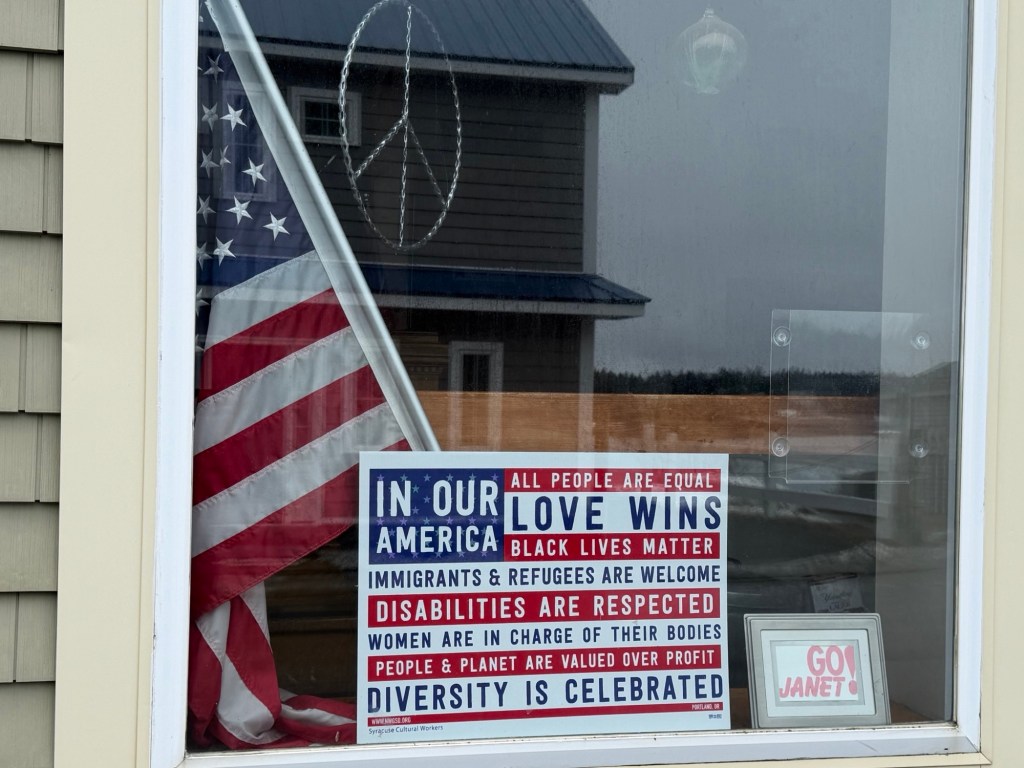 IN OUR
AMERICA
ALL PEOPLE ARE EQUAL
LOVE WINS
BLACK LIVES MATTER
IMMIGRANTS & REFUGEES ARE WELCOME
DISABILITIES ARE RESPECTED
WOMEN ARE IN CHARGE OF THEIR BODIES
PEOPLE & PLANET ARE VALUED OVER PROFIT
DIVERSITY IS CELEBRATED
PORTLAND, OR
Syracuse Cultural Workers
GO
JANET!